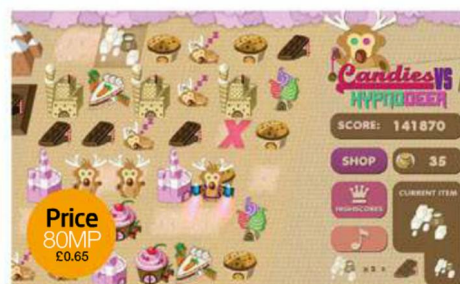 Candies VS
HYPNODEER
SCORE: 141870
SHOP
35
HIGHSCORES
CURRENT ITEM
X
Price
80MP
£0.65